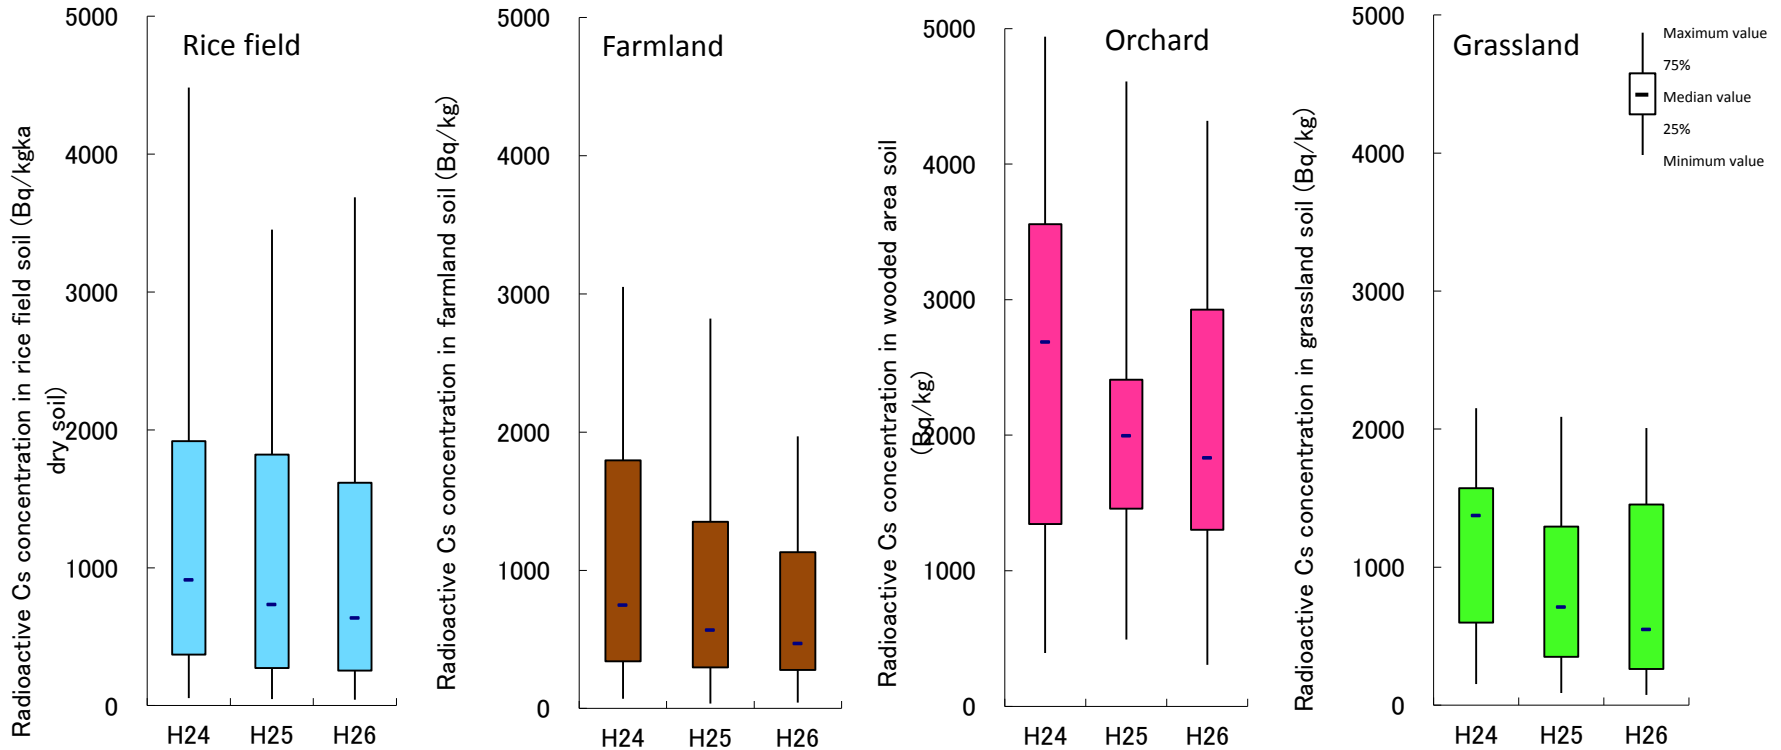 Radioactive Cs concentration in rice field soil (Bq/kgka
dry soil)
Rice field
5000
4000
3000
2000
1000
0
H24 H25 H26
Radioactive Cs concentration in farmland soil (Bq/kg)
Farmland
5000
4000
3000
2000
1000
0
H24 H25 H26
Radioactive Cs concentration in wooded area soil
(Bq/kg)
Orchard
5000
4000
3000
2000
1000
0
H24 H25 H26
Radioactive Cs concentration in grassland soil (Bq/kg)
Grassland
5000
4000
3000
2000
1000
0
H24 H25 H26
Maximum value
75%
Median value
25%
Minimum value